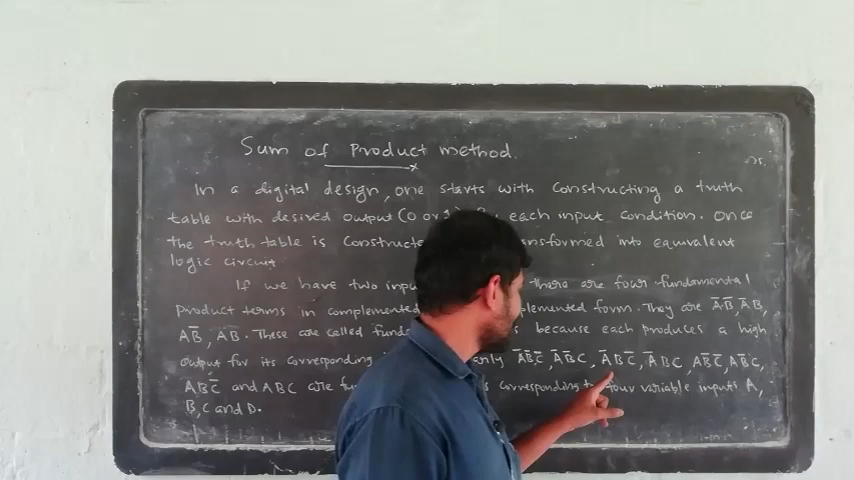 Sum of Product method.
In a digital design, one starts with constructing a truth
table with desired output (0 or 1) each input condition. Once
the truth table is Constructe ansformed into equivalent
logic circuit
If we have two inpu there are four fundamental
Product terms in complemented mplemented form. They are A̅B̅, A̅B,
AB̅, AB. These are called funda s because each produces a high
output for its corresponding arly A̅B̅C̅, A̅B̅C, A̅BC̅, A̅BC, AB̅C̅, AB̅C,
ABC̅ and ABC are fu s corresponding to four variable inputs A,
B, C and D.